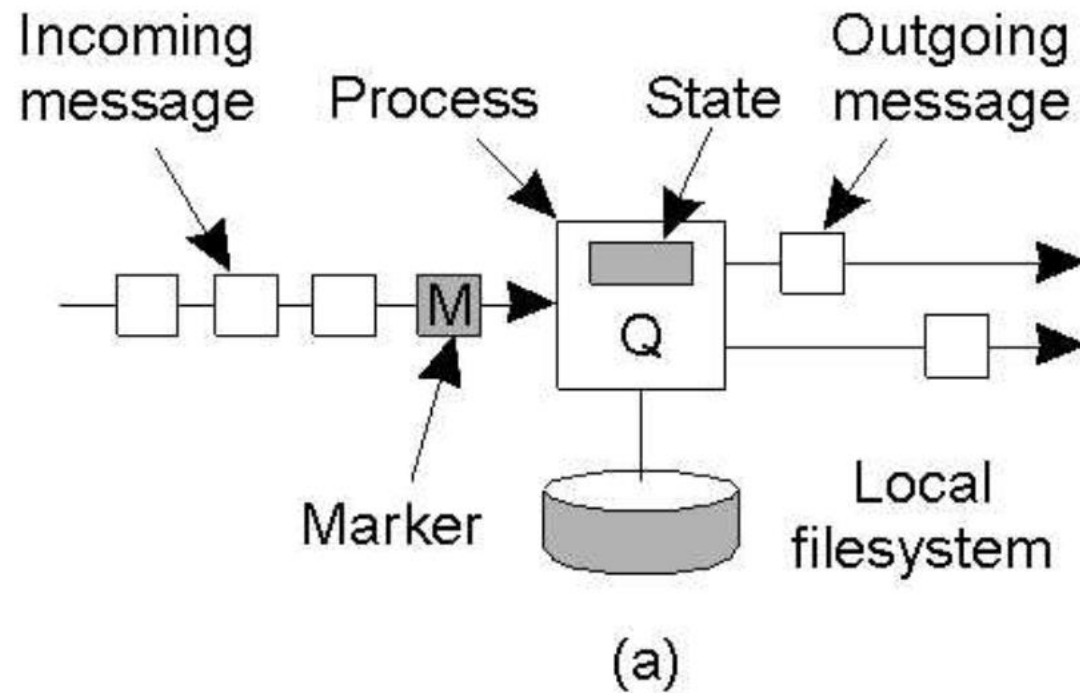 Incoming
message
Process
State
Outgoing
message
M
Q
Marker
Local
filesystem
(a)